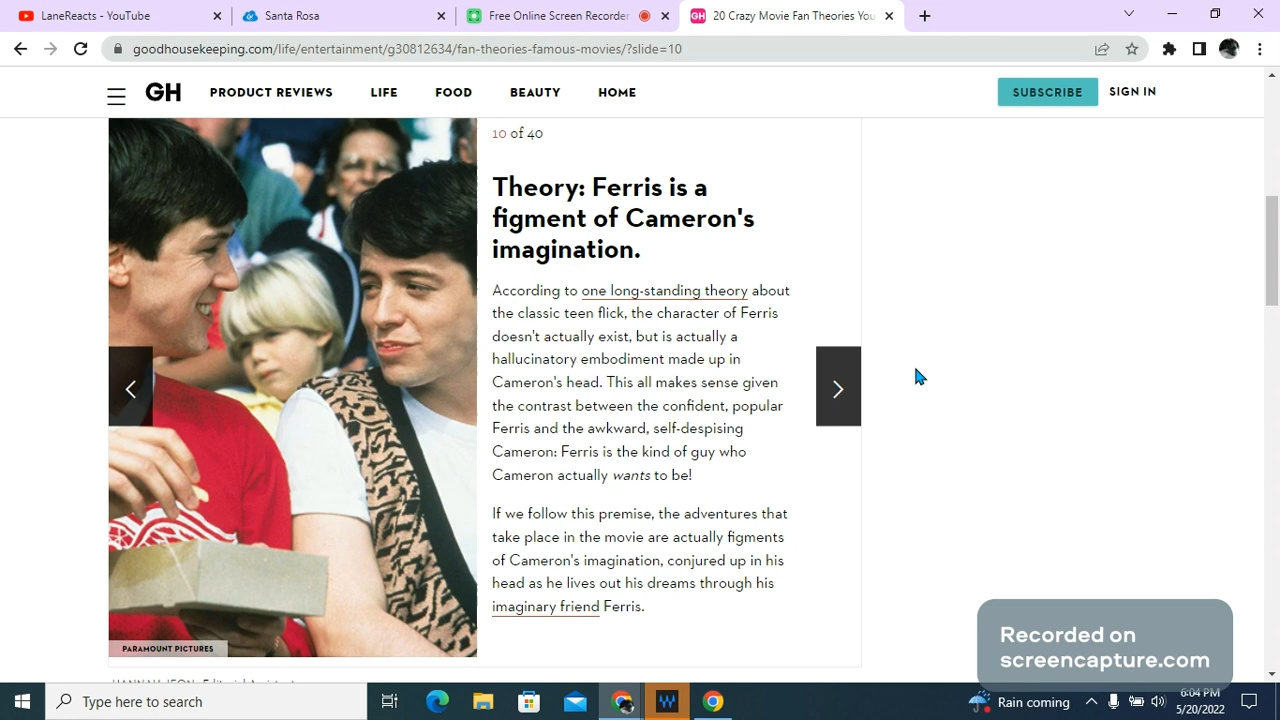 LaneReacts - YouTube
Santa Rosa
Free Online Screen Recorder
20 Crazy Movie Fan Theories You
goodhousekeeping.com/life/entertainment/g30812634/fan-theories-famous-movies/?slide=10
GH
PRODUCT REVIEWS
LIFE
FOOD
BEAUTY
HOME
SUBSCRIBE
SIGN IN
10 of 40
Theory: Ferris is a
figment of Cameron's
imagination.
According to one long-standing theory about
the classic teen flick, the character of Ferris
doesn't actually exist, but is actually a
hallucinatory embodiment made up in
Cameron's head. This all makes sense given
the contrast between the confident, popular
Ferris and the awkward, self-despising
Cameron: Ferris is the kind of guy who
Cameron actually wants to be!
If we follow this premise, the adventures that
take place in the movie are actually figments
of Cameron's imagination, conjured up in his
head as he lives out his dreams through his
imaginary friend Ferris.
PARAMOUNT PICTURES
Recorded on
screencapture.com
Type here to search
Rain coming
6:04 PM
5/20/2022